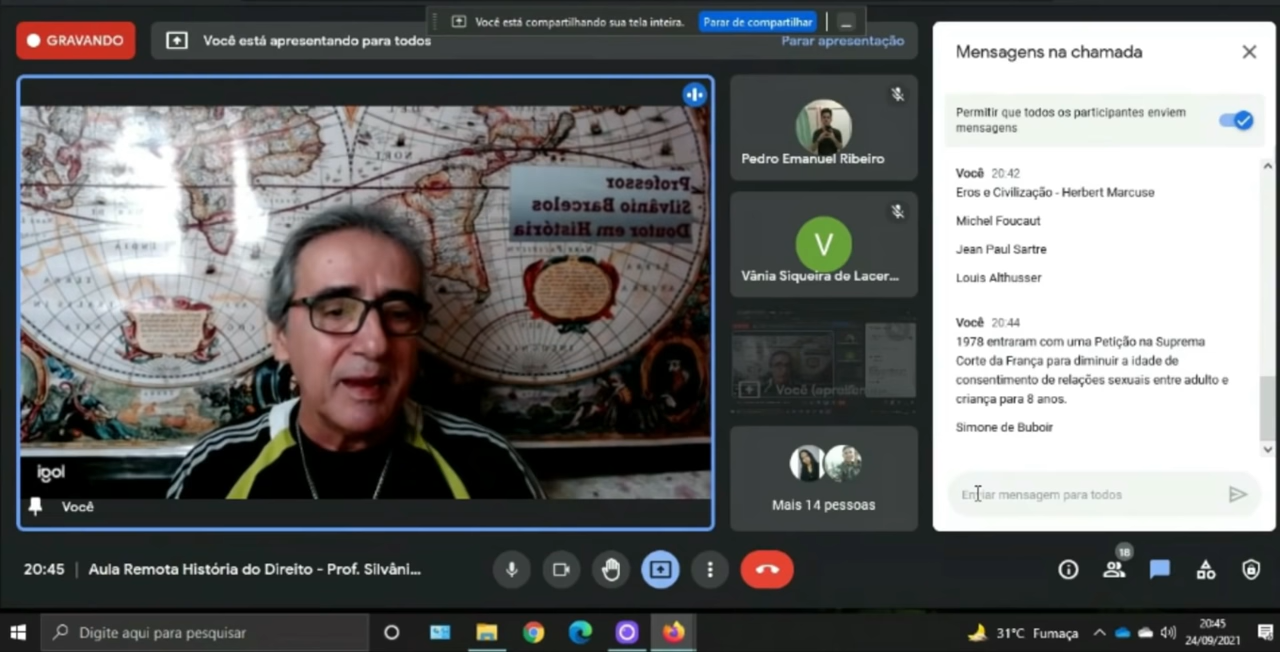 Você está compartilhando sua tela inteira.
Parar de compartilhar
GRAVANDO
Você está apresentando para todos
Parar apresentação
Professor
Silvânio Barcelos
Doutor em História
igol
Você
Pedro Emanuel Ribeiro
V
Vânia Siqueira de Lacer...
Você (apresen
Mais 14 pessoas
Mensagens na chamada
Permitir que todos os participantes enviem
mensagens
Você 20:42
Eros e Civilização - Herbert Marcuse
Michel Foucaut
Jean Paul Sartre
Louis Althusser
Você 20:44
1978 entraram com uma Petição na Suprema
Corte da França para diminuir a idade de
consentimento de relações sexuais entre adulto e
criança para 8 anos.
Simone de Buboir
Enviar mensagem para todos
20:45 | Aula Remota História do Direito - Prof. Silvâni...
18
Digite aqui para pesquisar
31°C Fumaça
20:45
24/09/2021